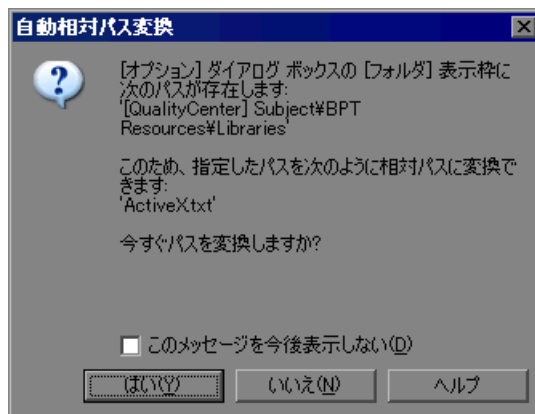 自動相対パス変換
[オプション] ダイアログ ボックスの [フォルダ] 表示枠に
次のパスが存在します:
'[QualityCenter] Subject¥BPT
Resources¥Libraries'
このため、指定したパスを次のように相対パスに変換で
きます:
'ActiveX.txt'
今すぐパスを変換しますか?
このメッセージを今後表示しない(D)
はい(Y) いいえ(N) ヘルプ